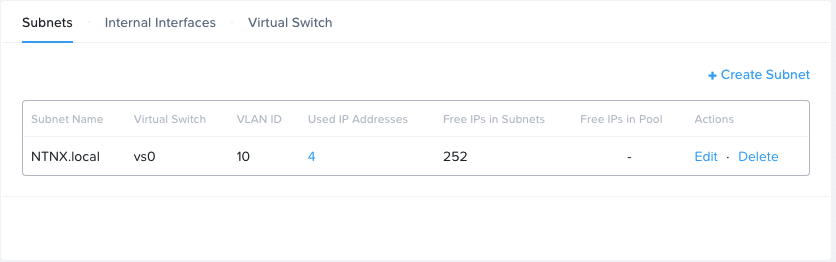 Subnets · Internal Interfaces · Virtual Switch
+ Create Subnet
Subnet Name Virtual Switch VLAN ID Used IP Addresses Free IPs in Subnets Free IPs in Pool Actions
NTNX.local vs0 10 4 252 - Edit · Delete